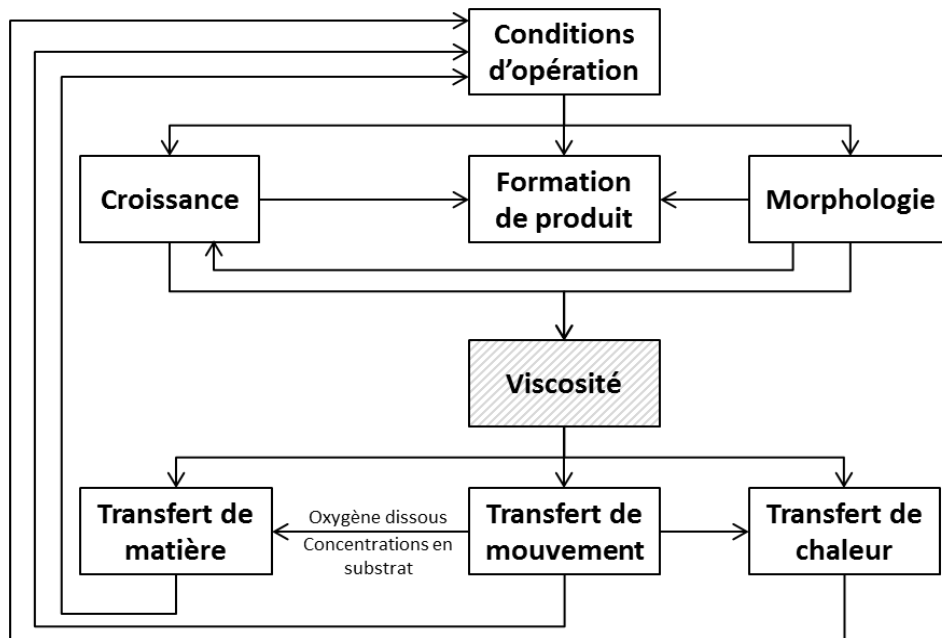 Conditions
d'opération
Croissance
Formation
de produit
Morphologie
Viscosité
Transfert de
matière
Oxygène dissous
Concentrations en
substrat
Transfert de
mouvement
Transfert de
chaleur